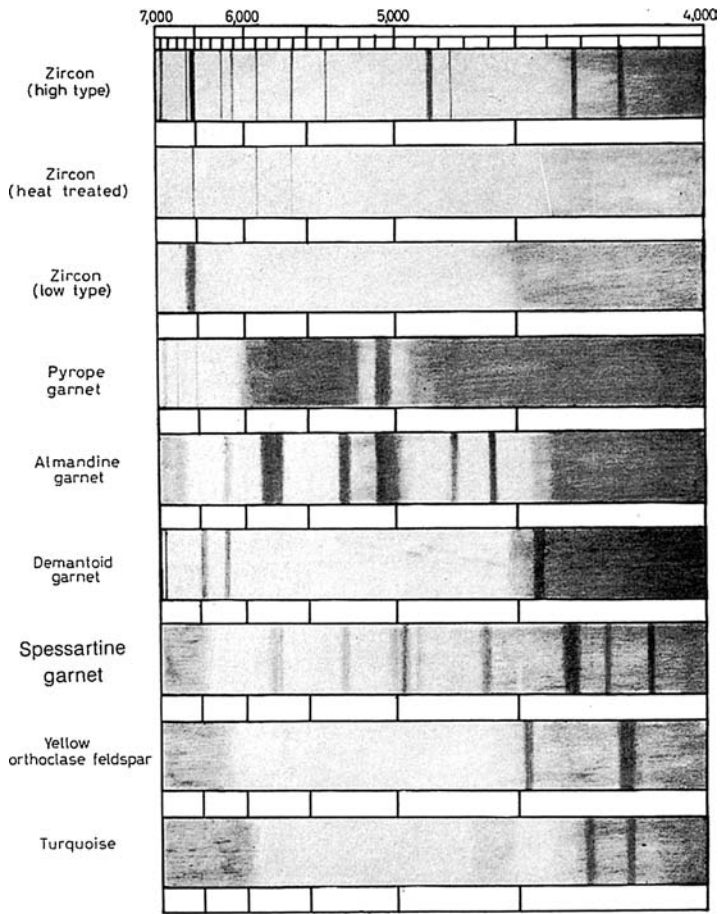 7,000 6,000 5,000 4,000
Zircon
(high type)
Zircon
(heat treated)
Zircon
(low type)
Pyrope
garnet
Almandine
garnet
Demantoid
garnet
Spessartine
garnet
Yellow
orthoclase feldspar
Turquoise